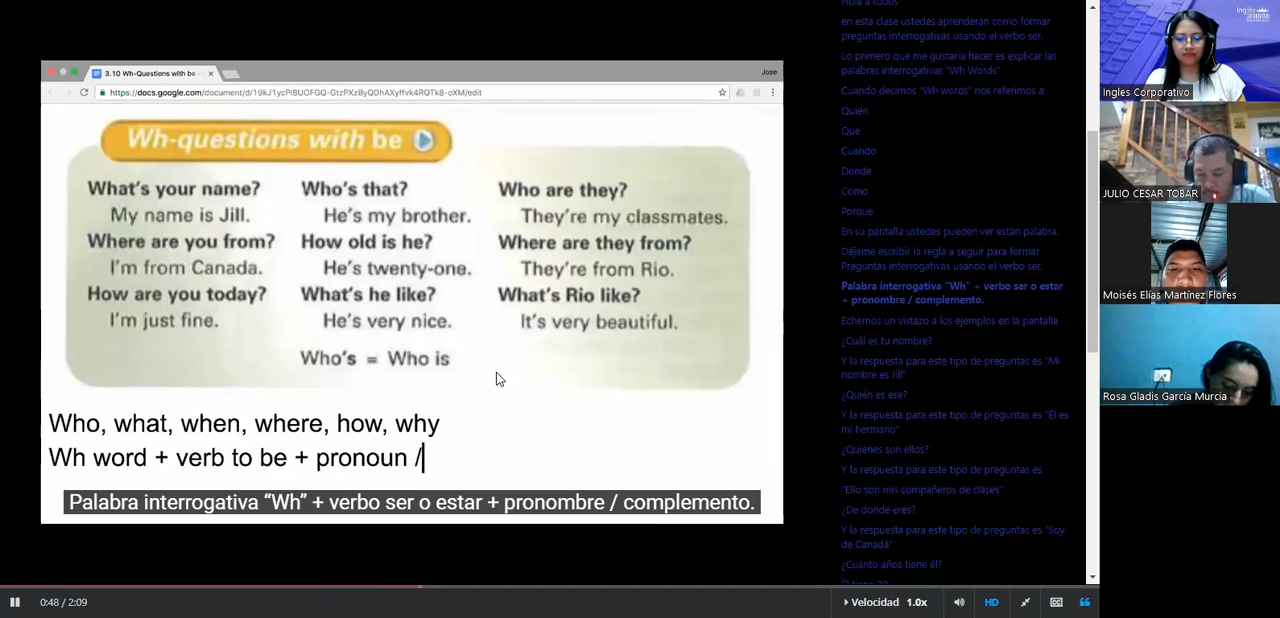 3.10 Wh-Questions with be
Jose
https://docs.google.com/document/d/19kJ1ycPI8UOFGQ-GtzPXzByQDhAXyffvk4RQTk8-oXM/edit
Wh-questions with be
What's your name?
My name is Jill.
Where are you from?
I'm from Canada.
How are you today?
I'm just fine.
Who's that?
He's my brother.
How old is he?
He's twenty-one.
What's he like?
He's very nice.
Who's = Who is
Who are they?
They're my classmates.
Where are they from?
They're from Rio.
What's Rio like?
It's very beautiful.
Who, what, when, where, how, why
Wh word + verb to be + pronoun /
Palabra interrogativa “Wh” + verbo ser o estar + pronombre / complemento.
0:48 / 2:09
Velocidad 1.0x
HD
Hola a todos
en esta clase ustedes aprenderán como formar
preguntas interrogativas usando el verbo ser.
Lo primero que me gustaría hacer es explicar las
palabras interrogativas “Wh Words”
Cuando decimos “Wh words” nos referimos a:
Quien
Que
Cuando
Donde
Como
Porque
En su pantalla ustedes pueden ver están palabra.
Déjeme escribir la regla a seguir para formar
Preguntas interrogativas usando el verbo ser.
Palabra interrogativa “Wh” + verbo ser o estar
+ pronombre / complemento.
Echemos un vistazo a los ejemplos en la pantalla
¿Cuál es tu nombre?
Y la respuesta para este tipo de preguntas es “Mi
nombre es Jill”
¿Quién es ese?
Y la respuesta para este tipo de preguntas es “Él es
mi hermano”
¿Quiénes son ellos?
Y la respuesta para este tipo de preguntas es
“Ello son mis compañeros de clases”
¿De dónde eres?
Y la respuesta para este tipo de preguntas es “Soy
de Canadá”
¿Cuánto años tiene él?
Ingles Corporativo
JULIO CESAR TOBAR
Moisés Elías Martínez Flores
Rosa Gladis García Murcia